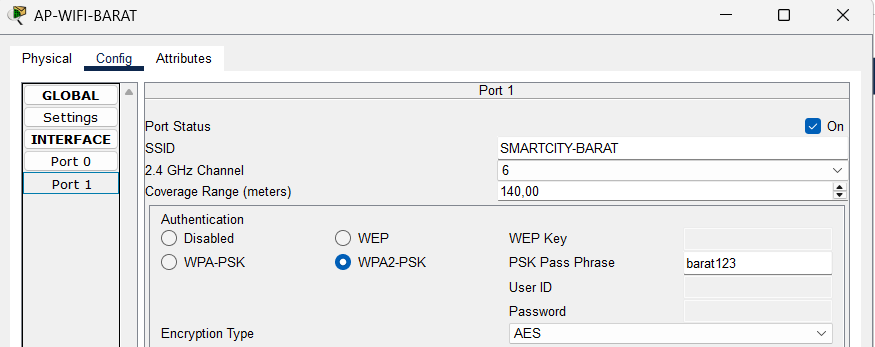 AP-WIFI-BARAT
Physical Config Attributes
GLOBAL
Settings
INTERFACE
Port 0
Port 1
Port 1
Port Status On
SSID SMARTCITY-BARAT
2.4 GHz Channel 6
Coverage Range (meters) 140,00
Authentication
Disabled WEP WEP Key
WPA-PSK WPA2-PSK PSK Pass Phrase barat123
User ID
Password
Encryption Type AES